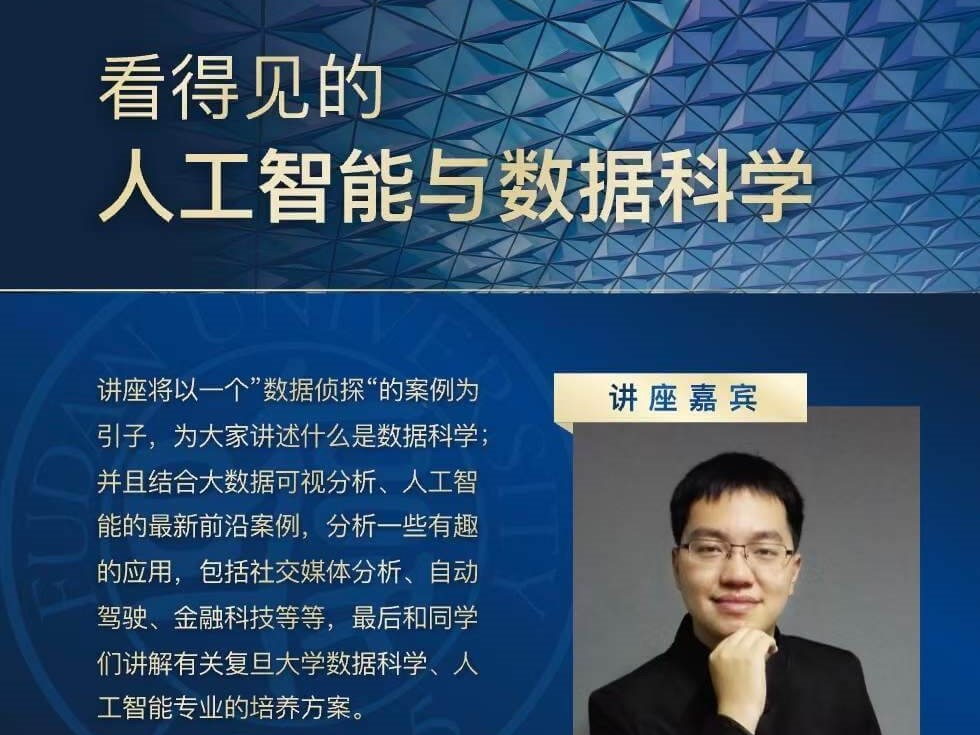 看得见的
人工智能与数据科学
讲座将以一个”数据侦探“的案例为
引子，为大家讲述什么是数据科学；
并且结合大数据可视分析、人工智
能的最新前沿案例，分析一些有趣
的应用，包括社交媒体分析、自动
驾驶、金融科技等等，最后和同学
们讲解有关复旦大学数据科学、人
工智能专业的培养方案。
讲座嘉宾
FUDAN UNIVERSITY